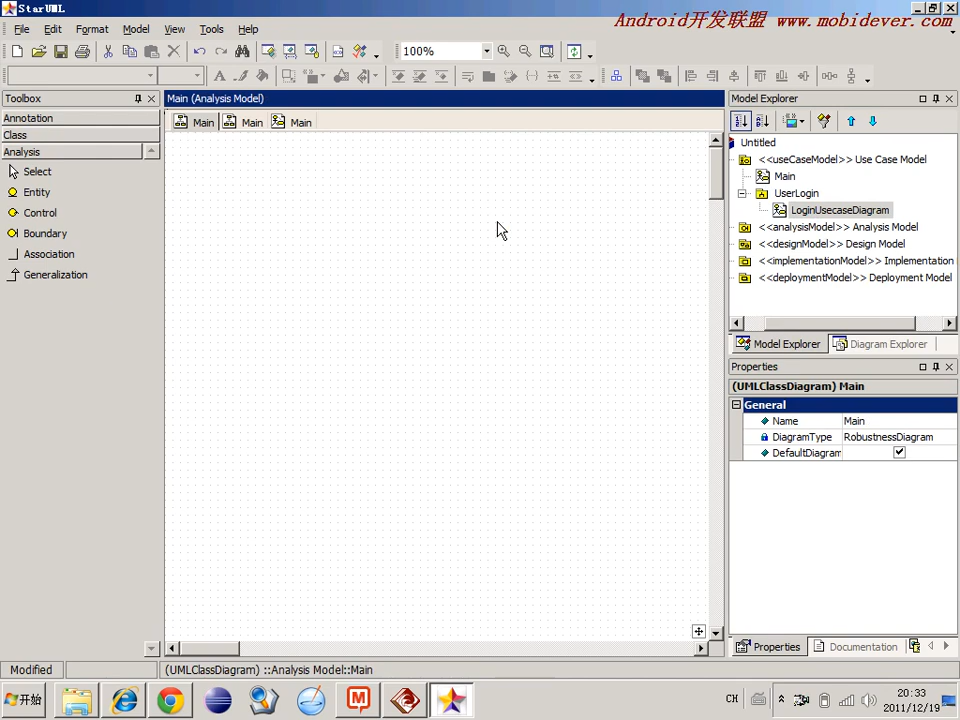 StarUML
Android开发联盟 www.mobidever.com
File Edit Format Model View Tools Help
100%
Toolbox
Annotation
Class
Analysis
Select
Entity
Control
Boundary
Association
Generalization
Main (Analysis Model)
Main Main Main
Model Explorer
Untitled
<<useCaseModel>> Use Case Model
Main
UserLogin
LoginUsecaseDiagram
<<analysisModel>> Analysis Model
<<designModel>> Design Model
<<implementationModel>> Implementation
<<deploymentModel>> Deployment Model
Model Explorer Diagram Explorer
Properties
(UMLClassDiagram) Main
General
Name Main
DiagramType RobustnessDiagram
DefaultDiagram
Properties Documentation
Modified (UMLClassDiagram) ::Analysis Model::Main
开始
CH
20:33
2011/12/19